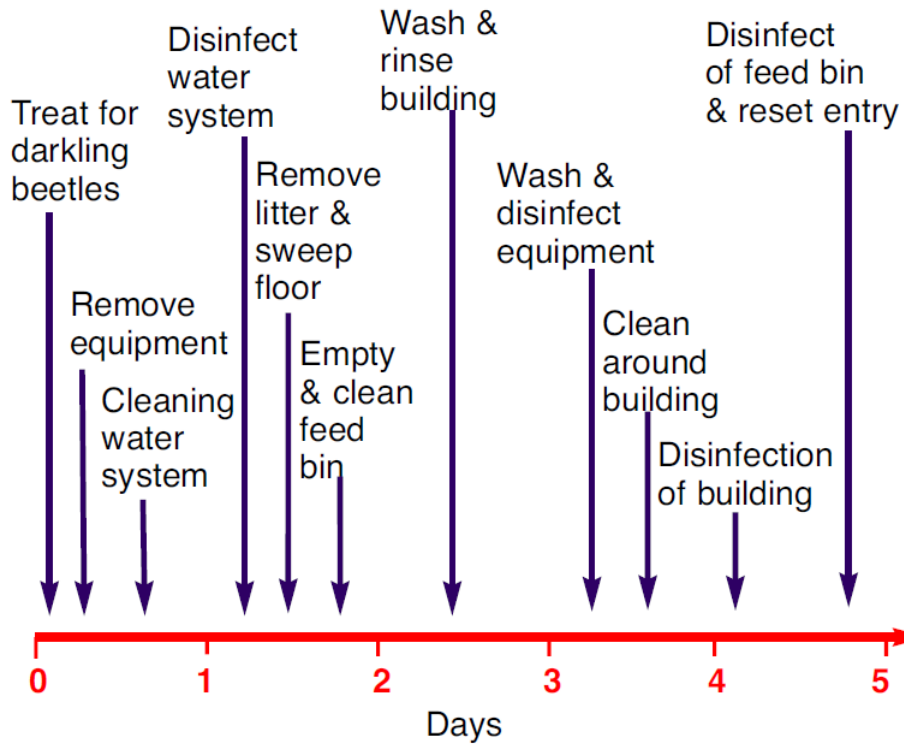 Treat for
darkling
beetles
Remove
equipment
Cleaning
water
system
Disinfect
water
system
Remove
litter &
sweep
floor
Empty
& clean
feed
bin
Wash &
rinse
building
Wash &
disinfect
equipment
Clean
around
building
Disinfection
of building
Disinfect
of feed bin
& reset entry
0 1 2 3 4 5
Days